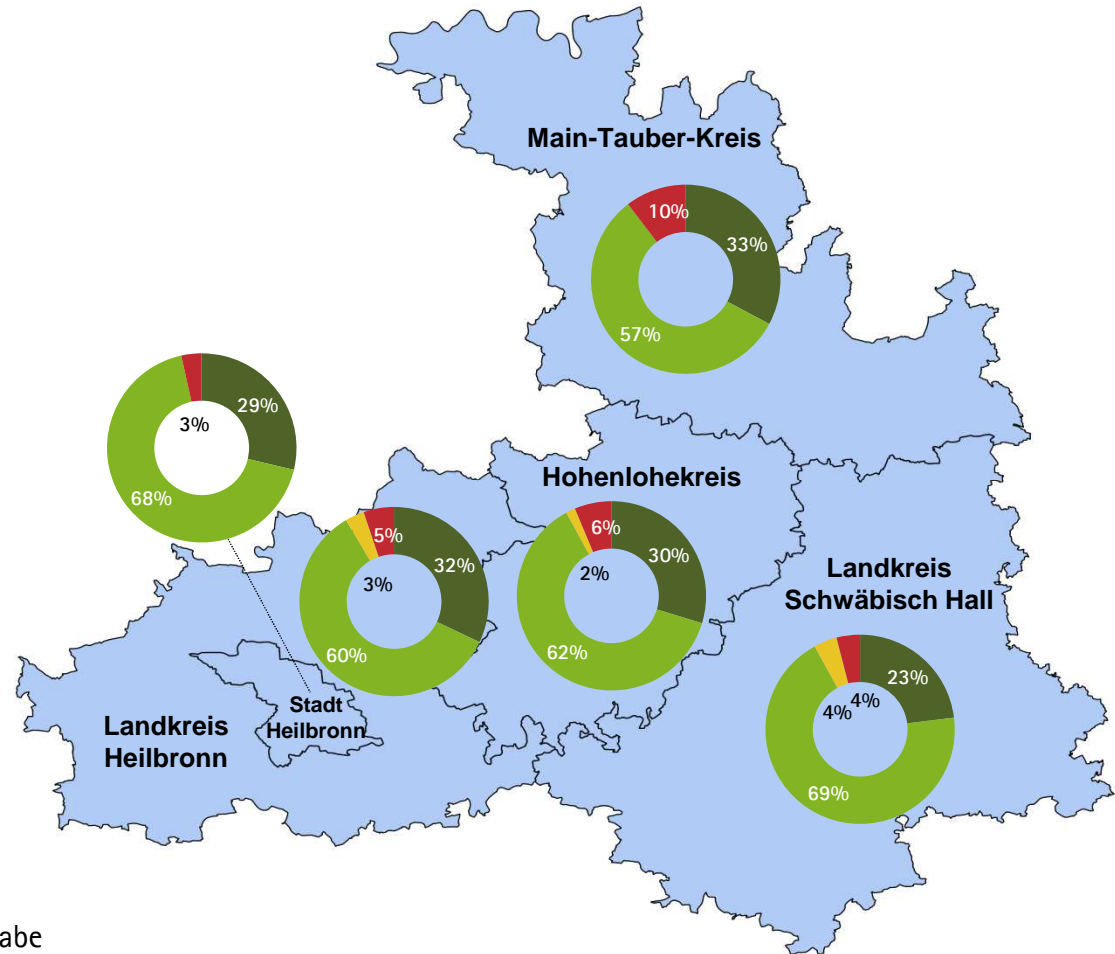 Main-Tauber-Kreis
10%
33%
57%
29%
3%
68%
Hohenlohekreis
6%
30%
2%
62%
5%
32%
3%
60%
Landkreis
Schwäbisch Hall
23%
4%
4%
69%
Stadt
Heilbronn
Landkreis
Heilbronn
abe